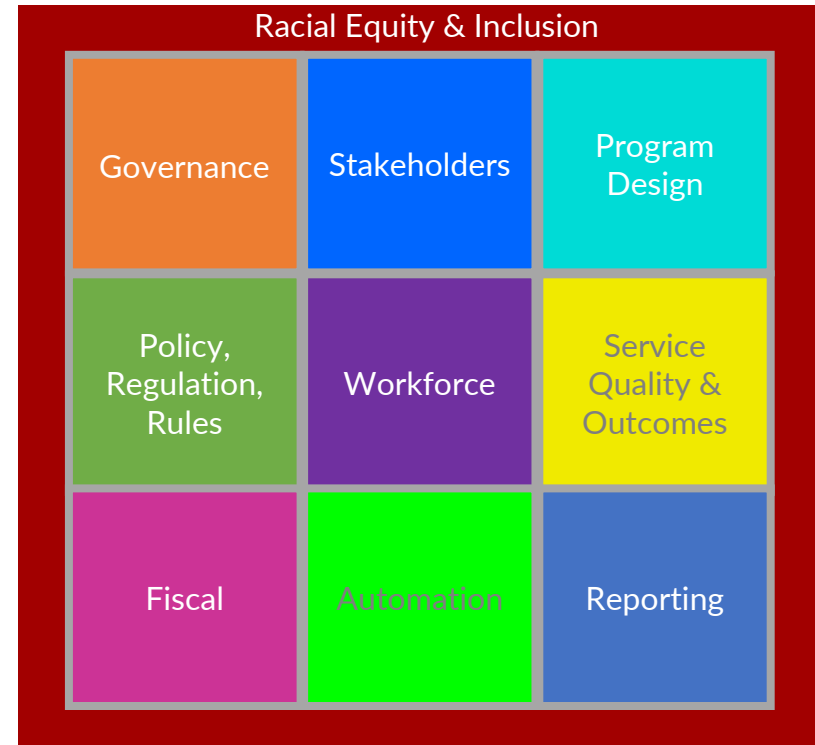 Racial Equity & Inclusion
Governance
Stakeholders
Program
Design
Policy,
Regulation,
Rules
Workforce
Service
Quality &
Outcomes
Fiscal
Automation
Reporting